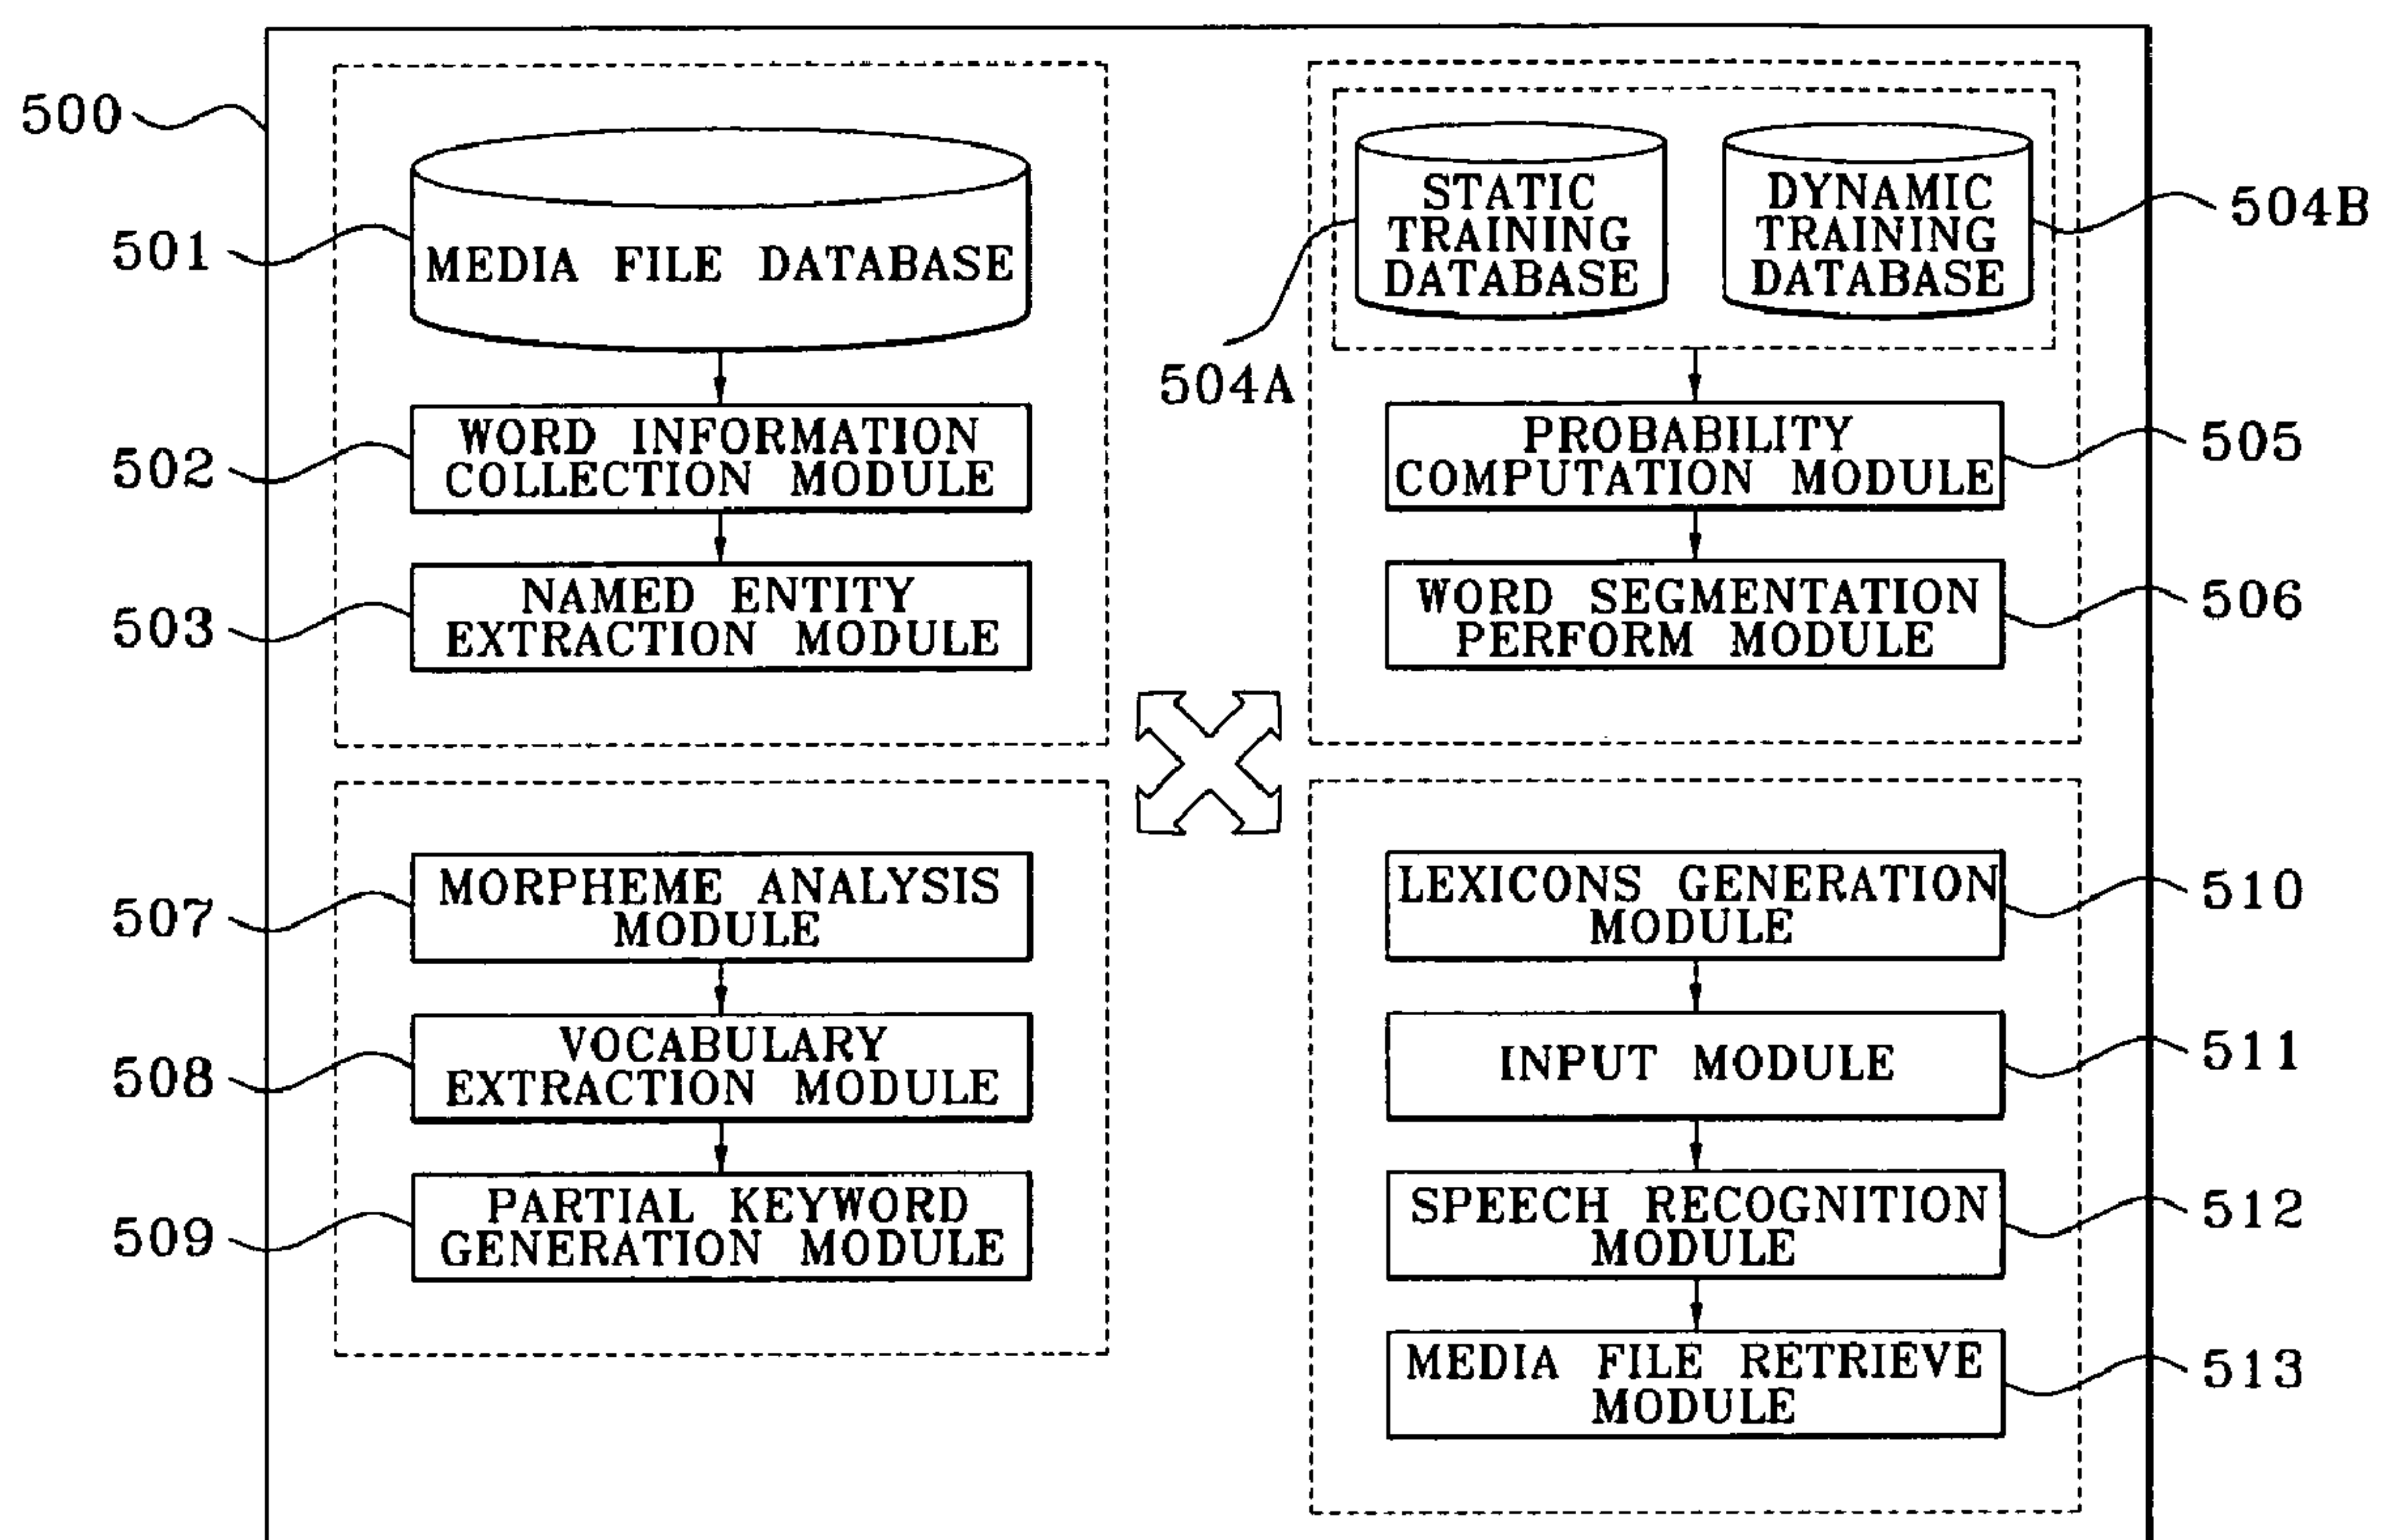 500
501
MEDIA FILE DATABASE
502
WORD INFORMATION
COLLECTION MODULE
503
NAMED ENTITY
EXTRACTION MODULE
STATIC
TRAINING
DATABASE
504A
DYNAMIC
TRAINING
DATABASE
504B
PROBABILITY
COMPUTATION MODULE
505
WORD SEGMENTATION
PERFORM MODULE
506
507
MORPHEME ANALYSIS
MODULE
508
VOCABULARY
EXTRACTION MODULE
509
PARTIAL KEYWORD
GENERATION MODULE
LEXICONS GENERATION
MODULE
510
INPUT MODULE
511
SPEECH RECOGNITION
MODULE
512
MEDIA FILE RETRIEVE
MODULE
513